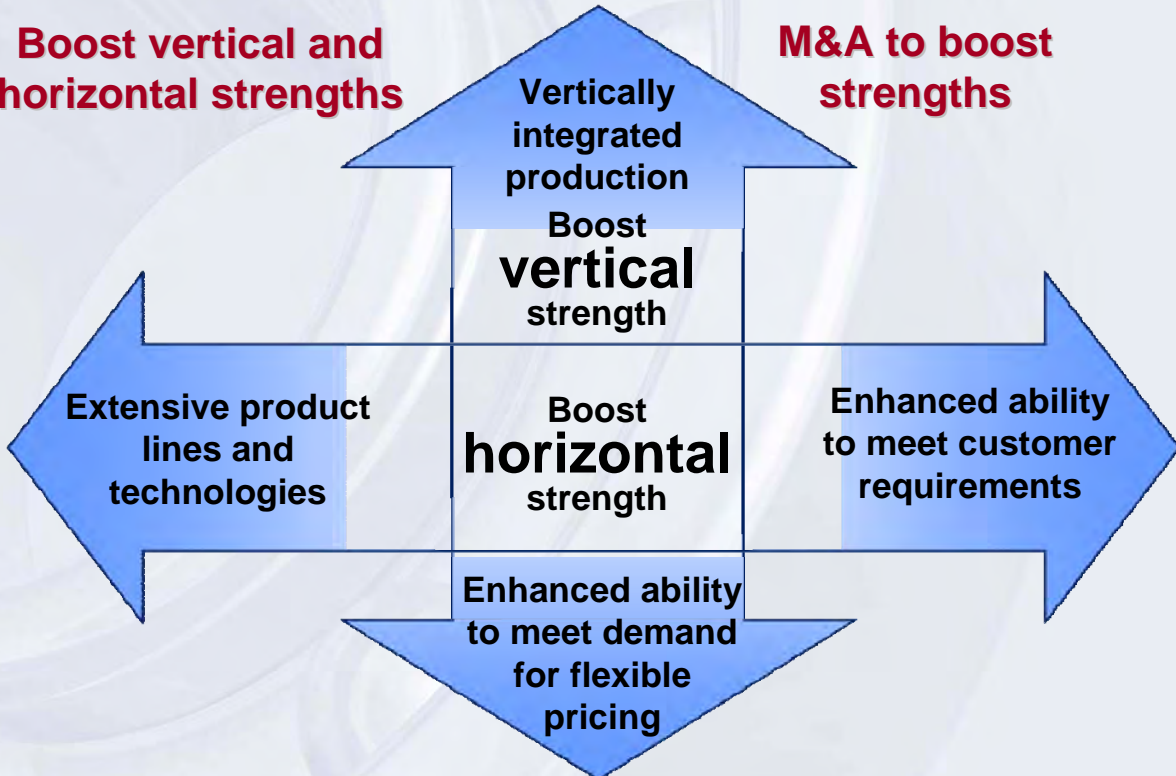 Boost vertical and
horizontal strengths
M&A to boost
strengths
Vertically
integrated
production
Boost
vertical
strength
Extensive product
lines and
technologies
Boost
horizontal
strength
Enhanced ability
to meet customer
requirements
Enhanced ability
to meet demand
for flexible
pricing